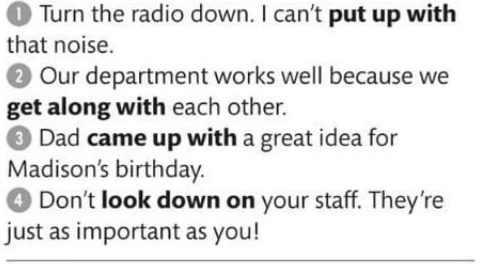 1 Turn the radio down. I can't put up with
that noise.
2 Our department works well because we
get along with each other.
3 Dad came up with a great idea for
Madison's birthday.
4 Don't look down on your staff. They're
just as important as you!